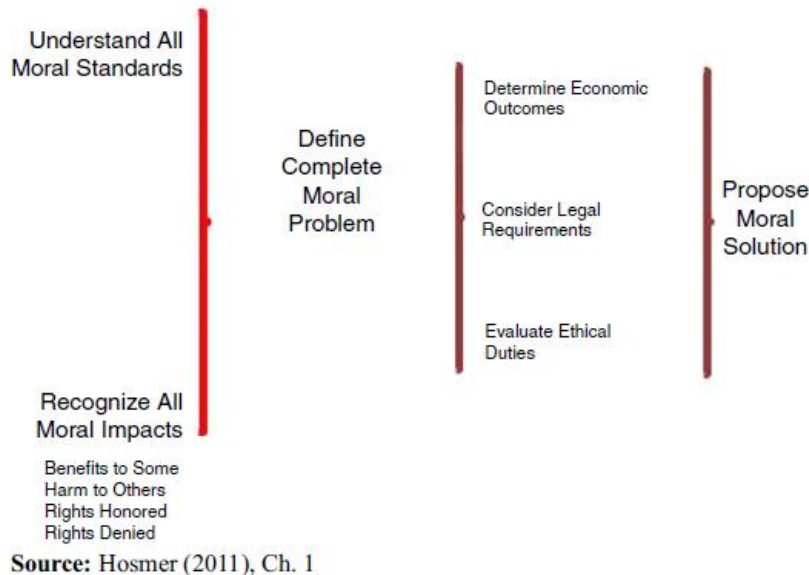 Understand All
Moral Standards
Recognize All
Moral Impacts
Benefits to Some
Harm to Others
Rights Honored
Rights Denied
Define
Complete
Moral
Problem
Determine Economic
Outcomes
Consider Legal
Requirements
Evaluate Ethical
Duties
Propose
Moral
Solution
Source: Hosmer (2011), Ch. 1